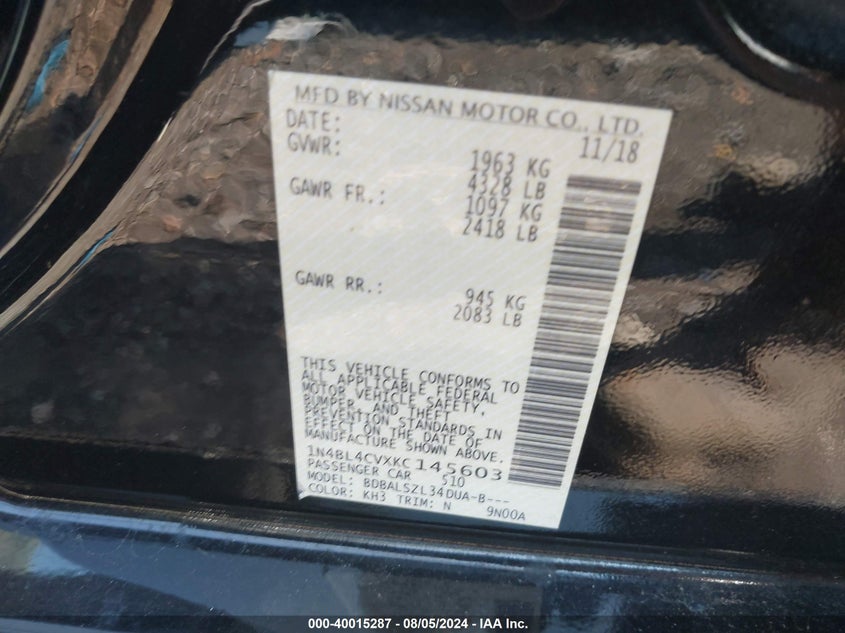 MFD BY NISSAN MOTOR CO., LTD.
DATE: 11/18
GVWR: 1963 KG
4328 LB
GAWR FR.: 1097 KG
2418 LB
GAWR RR.: 945 KG
2083 LB
THIS VEHICLE CONFORMS TO
ALL APPLICABLE FEDERAL
MOTOR VEHICLE SAFETY,
BUMPER, AND THEFT
PREVENTION STANDARDS IN
EFFECT ON THE DATE OF
MANUFACTURE SHOWN ABOVE.
1N4BL4CVXKC145603
PASSENGER CAR S10
MODEL: BDBALSZL34DUA-B---
COLOR: KH3 TRIM: N 9N00A
000-40015287 - 08/05/2024 - IAA Inc.